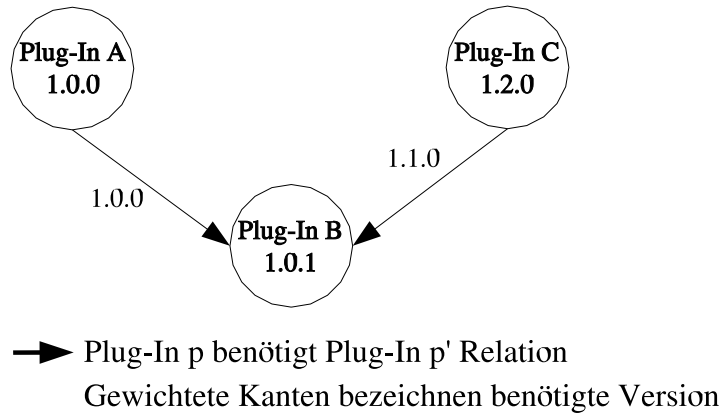 Plug-In A
1.0.0
Plug-In C
1.2.0
1.0.0
1.1.0
Plug-In B
1.0.1
Plug-In p benötigt Plug-In p' Relation
Gewichtete Kanten bezeichnen benötigte Version